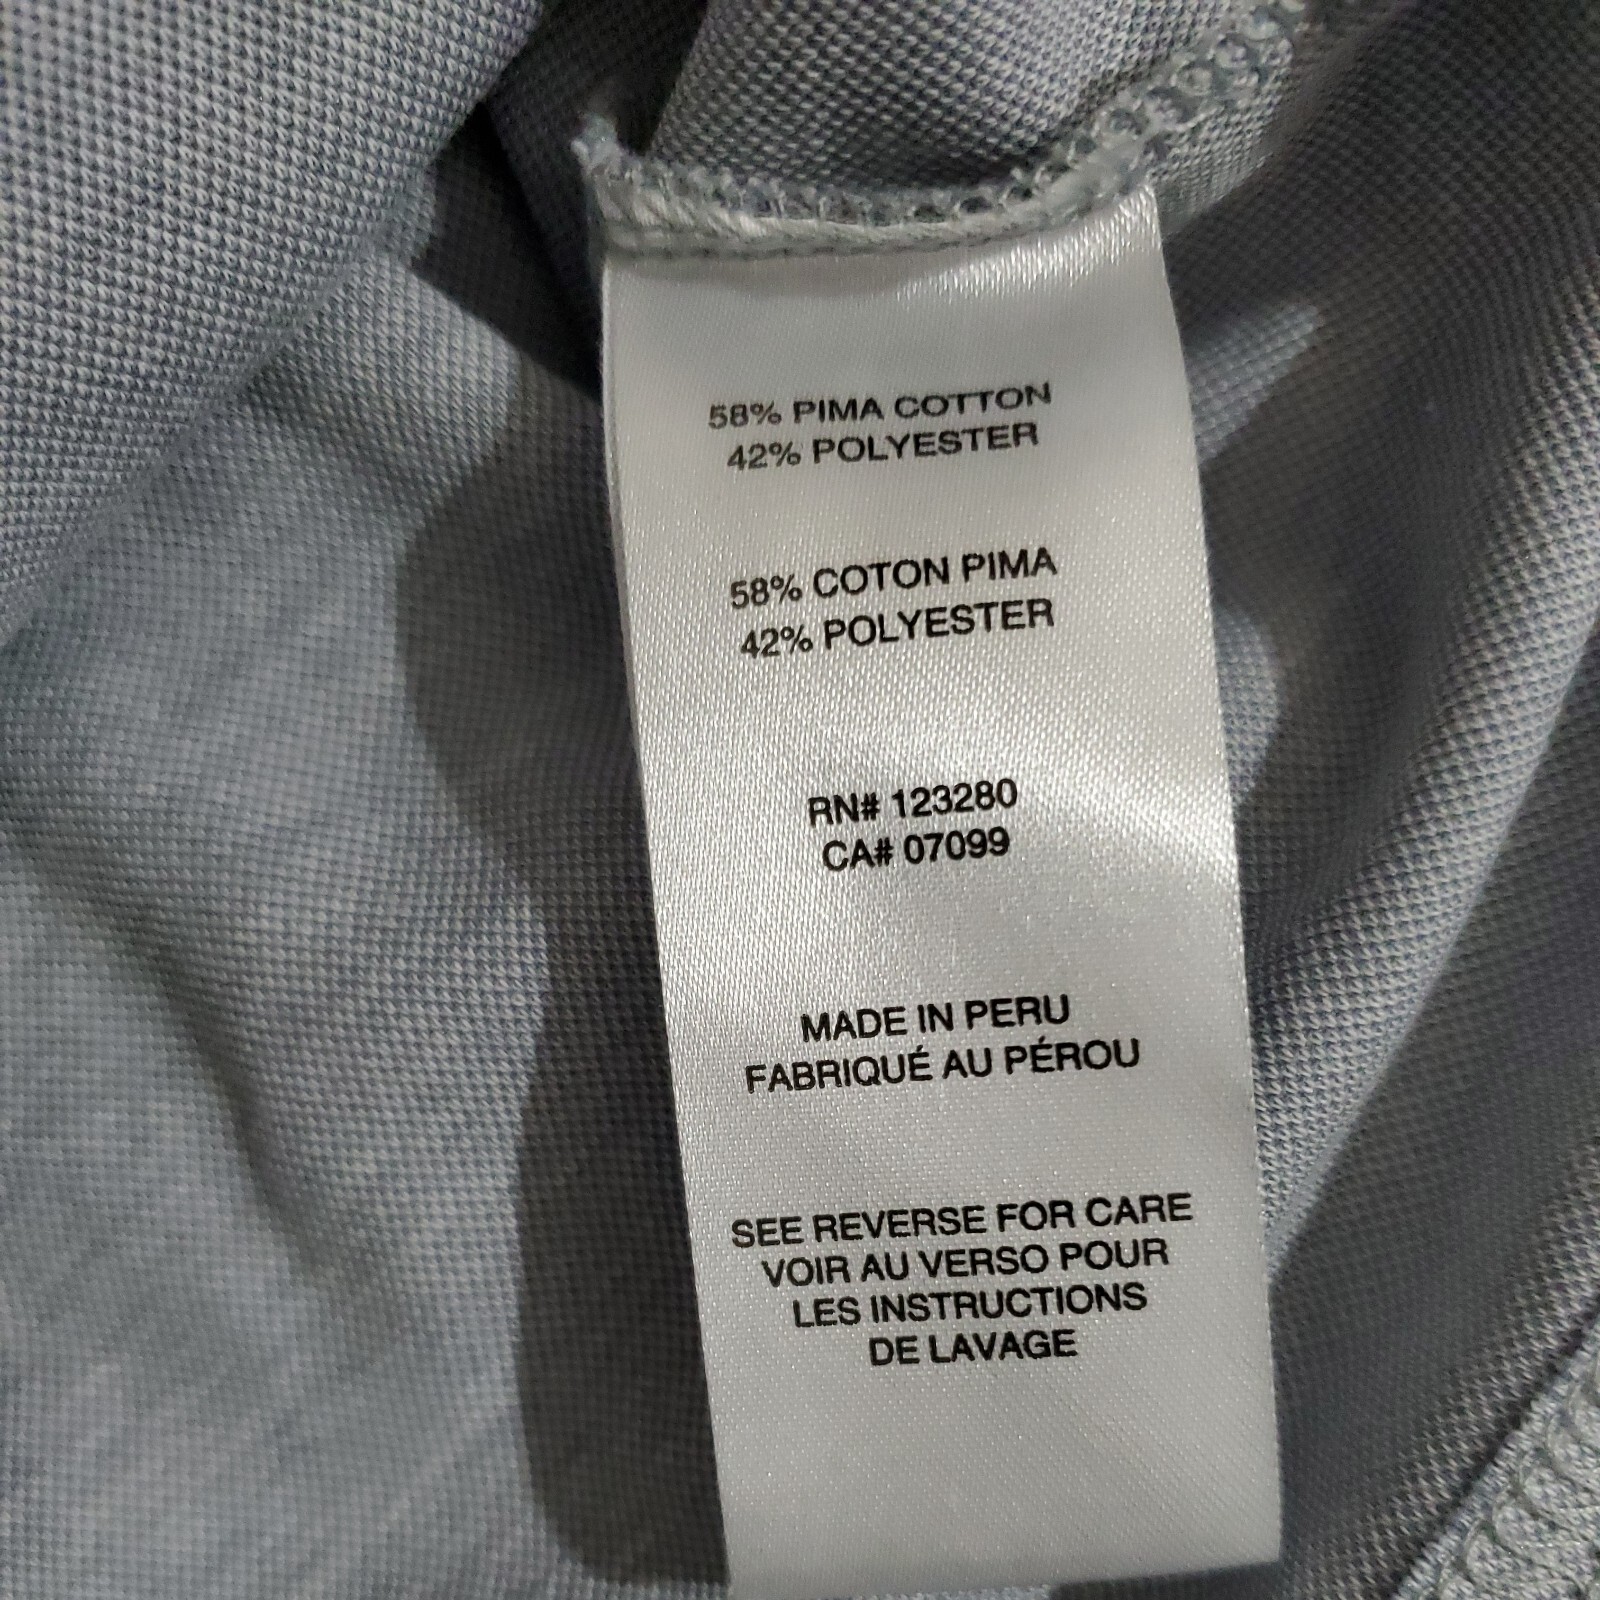 58% PIMA COTTON
42% POLYESTER
58% COTON PIMA
42% POLYESTER
RN# 123280
CA# 07099
MADE IN PERU
FABRIQUÉ AU PÉROU
SEE REVERSE FOR CARE
VOIR AU VERSO POUR
LES INSTRUCTIONS
DE LAVAGE